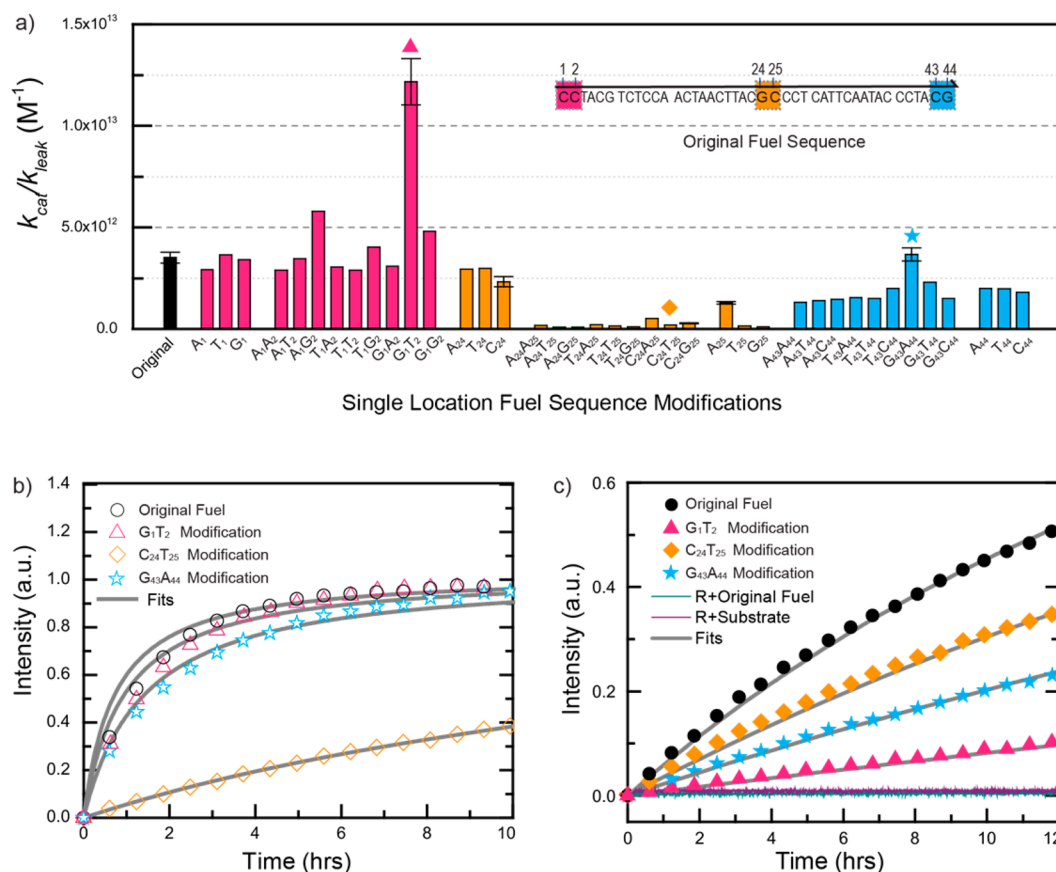 a)
1.5x10¹³
1.0x10¹³
5.0x10¹²
0.0
k_cat/k_leak (M⁻¹)
1 2 24 25 43 44
CCTACG TCTCCA ACTAACTTACGCCCT CATTCAATAC CCTACG
Original Fuel Sequence
Original A₁ T₁ G₁ A₁A₂ A₁T₂ A₁G₂ T₁A₂ T₁T₂ T₁G₂ G₁A₂ G₁T₂ G₁G₂ A₂₄ T₂₄ C₂₄ A₂₄A₂₅ A₂₄T₂₅ A₂₄G₂₅ T₂₄A₂₅ T₂₄T₂₅ T₂₄G₂₅ C₂₄A₂₅ C₂₄T₂₅ C₂₄G₂₅ A₂₅ T₂₅ G₂₅ A₄₃A₄₄ A₄₃T₄₄ A₄₃C₄₄ T₄₃A₄₄ T₄₃T₄₄ T₄₃C₄₄ G₄₃A₄₄ G₄₃T₄₄ G₄₃C₄₄ A₄₄ T₄₄ C₄₄
Single Location Fuel Sequence Modifications
b)
1.4
1.2
1.0
0.8
0.6
0.4
0.2
0.0
Intensity (a.u.)
Original Fuel
G₁T₂ Modification
C₂₄T₂₅ Modification
G₄₃A₄₄ Modification
Fits
0 2 4 6 8 10
Time (hrs)
c)
0.6
0.4
0.2
0.0
Intensity (a.u.)
Original Fuel
G₁T₂ Modification
C₂₄T₂₅ Modification
G₄₃A₄₄ Modification
R+Original Fuel
R+Substrate
Fits
0 2 4 6 8 10 12
Time (hrs)